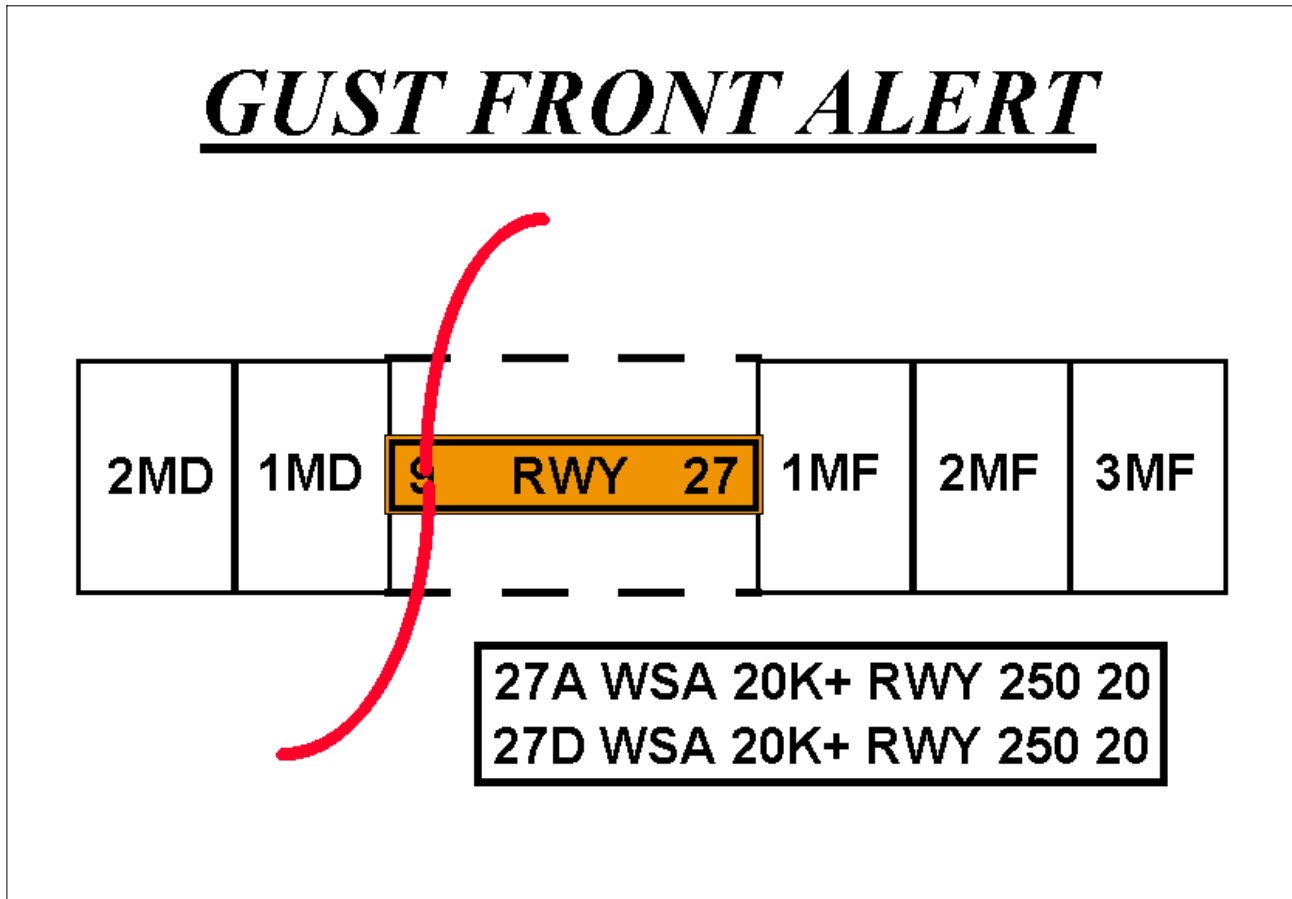 GUST FRONT ALERT
2MD 1MD 9 RWY 27 1MF 2MF 3MF
27A WSA 20K+ RWY 250 20
27D WSA 20K+ RWY 250 20